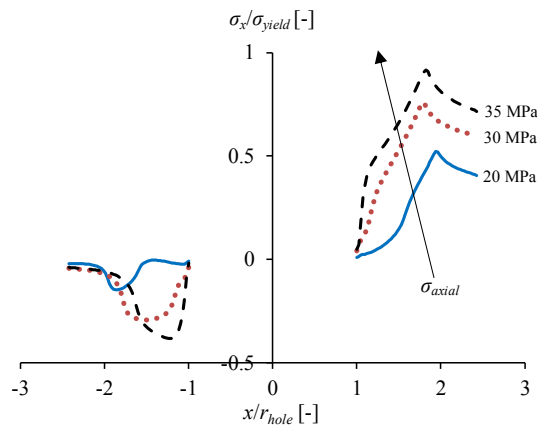 σx/σyield [-]
1
35 MPa
30 MPa
0.5
20 MPa
0
σaxial
-0.5
-3 -2 -1 0 1 2 3
x/rhole [-]